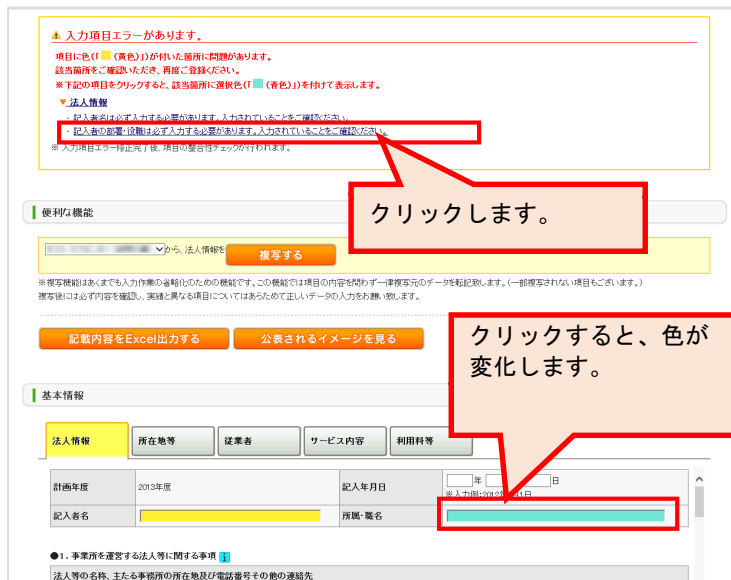 入力項目エラーがあります。
項目に色(「 (黄色)」)が付いた箇所に問題があります。
該当箇所をご確認いただき、再度ご登録ください。
※下記の項目をクリックすると、該当箇所に選択色(「 (青色)」)を付けて表示します。
▼法人情報
・記入者名は必ず入力する必要があります。入力されていることをご確認ください。
・記入者の部署・役職は必ず入力する必要があります。入力されていることをご確認ください。
※ 入力項目エラー修正完了後、項目の整合性チェックが行われます。
クリックします。
便利な機能
から、法人情報を 複写する
※複写機能はあくまでも入力作業の省略化のための機能です。この機能では項目の内容を問わず一律複写元のデータを転記致します。(一部複写されない項目もございます。)
複写後には必ず内容を確認し、実績と異なる項目についてはあらためて正しいデータの入力をお願い致します。
記載内容をExcel出力する 公表されるイメージを見る
クリックすると、色が
変化します。
基本情報
法人情報 所在地等 従業者 サービス内容 利用料等
計画年度 2013年度 記入年月日 年 日
※入力例:2012年 1日
記入者名 所属・職名
●1.事業所を運営する法人等に関する事項 i
法人等の名称、主たる事務所の所在地及び電話番号その他の連絡先